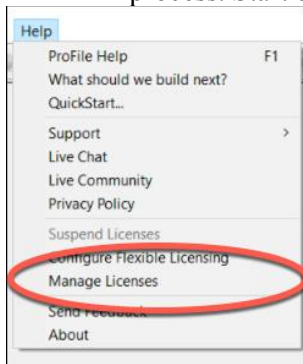 Help
ProFile Help F1
What should we build next?
QuickStart...
Support >
Live Chat
Live Community
Privacy Policy
Suspend Licenses
Configure Flexible Licensing
Manage Licenses
Send Feedback
About